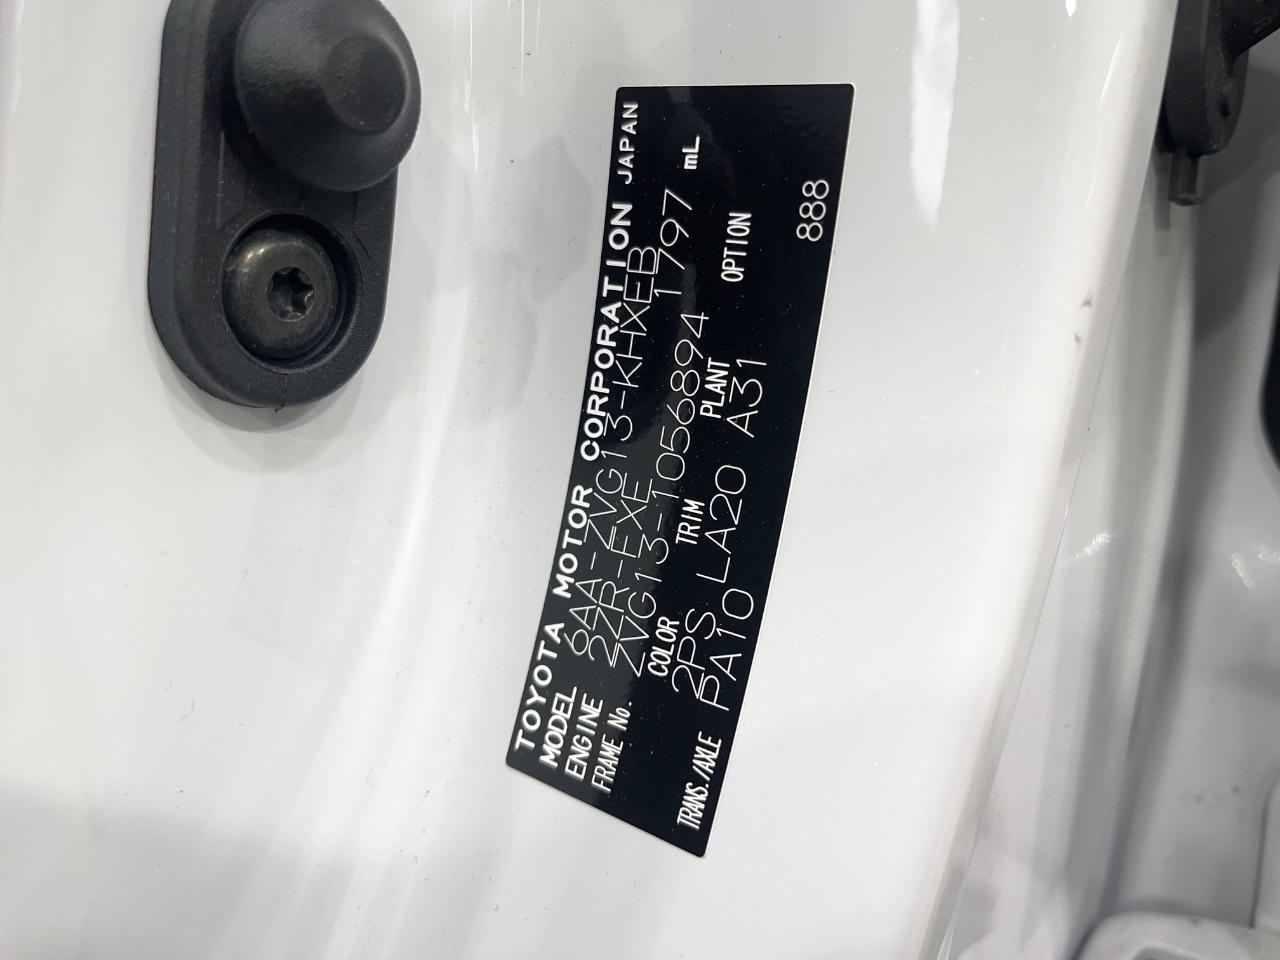 TOYOTA MOTOR CORPORATION JAPAN
MODEL 6AA-ZVG13-KHXEB
ENGINE 2ZR-FXE 1797 mL
FRAME No. ZVG13-1056894
COLOR TRIM PLANT OPTION
2PS LA20 A31
TRANS./AXLE PA10
888